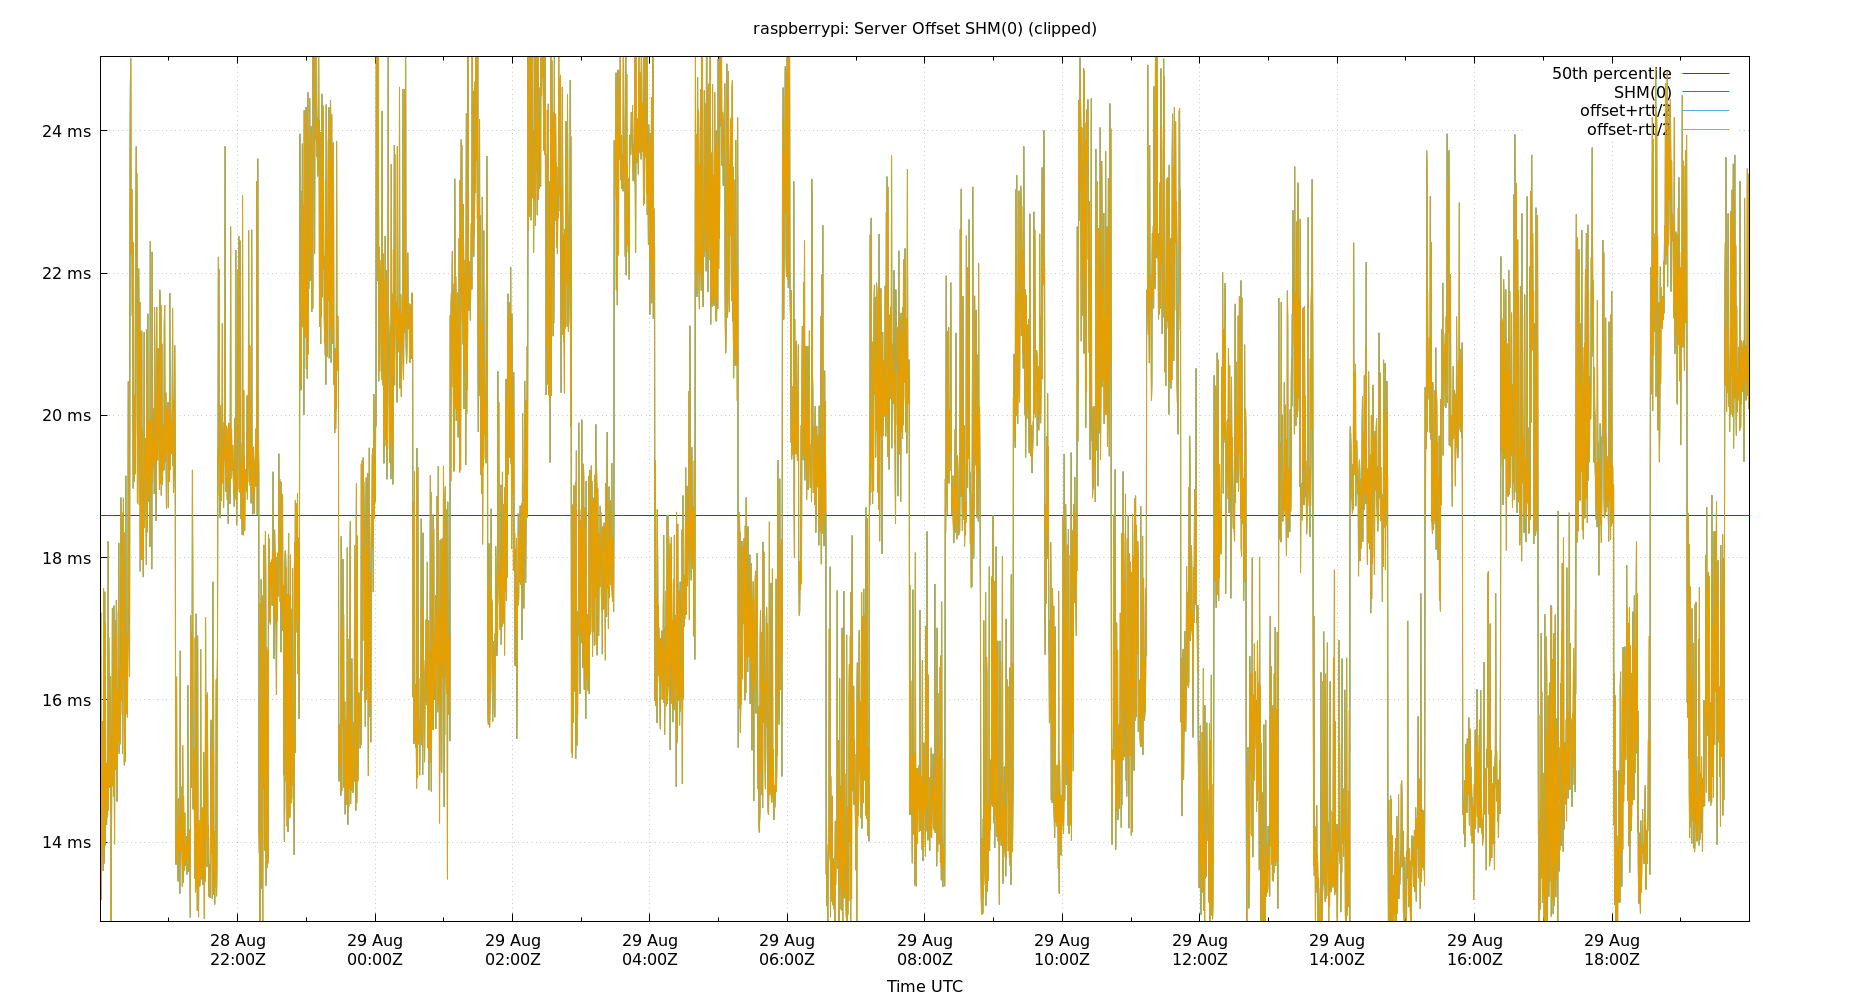 raspberrypi: Server Offset SHM(0) (clipped)
50th percentile
SHM(0)
offset+rtt/2
offset-rtt/2
24 ms
22 ms
20 ms
18 ms
16 ms
14 ms
28 Aug
22:00Z
29 Aug
00:00Z
29 Aug
02:00Z
29 Aug
04:00Z
29 Aug
06:00Z
29 Aug
08:00Z
29 Aug
10:00Z
29 Aug
12:00Z
29 Aug
14:00Z
29 Aug
16:00Z
29 Aug
18:00Z
Time UTC